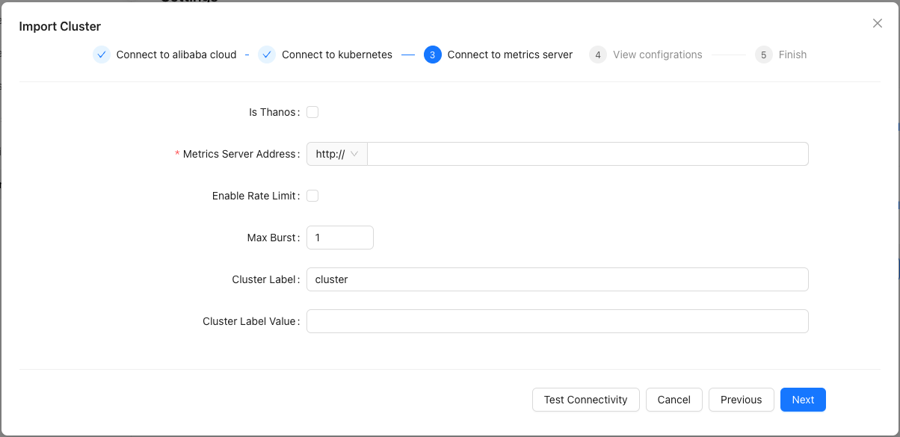 Import Cluster
Connect to alibaba cloud
Connect to kubernetes
3 Connect to metrics server
4 View configrations
5 Finish
Is Thanos:
* Metrics Server Address: http://
Enable Rate Limit:
Max Burst: 1
Cluster Label: cluster
Cluster Label Value:
Test Connectivity
Cancel
Previous
Next